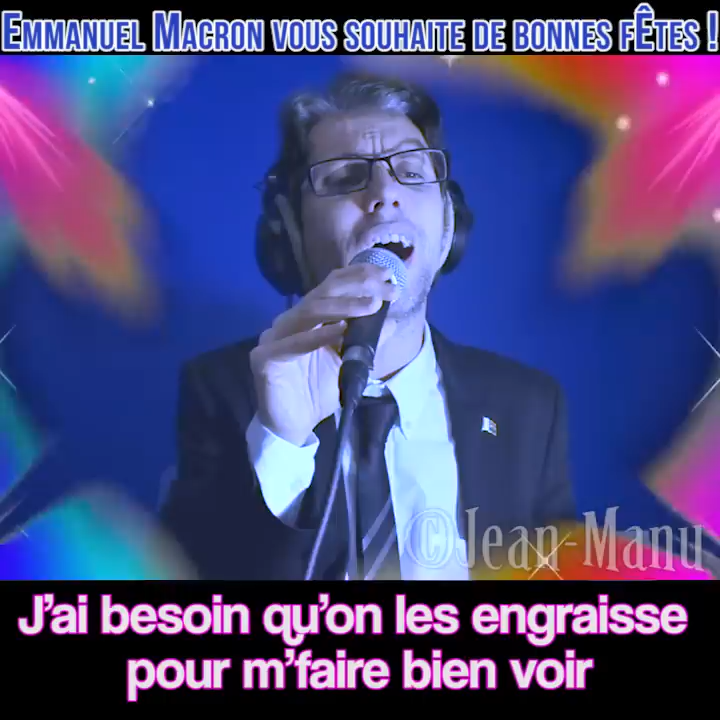 Emmanuel Macron vous souhaite de bonnes fÊtes !
©Jean-Manu
J'ai besoin qu'on les engraisse
pour m'faire bien voir